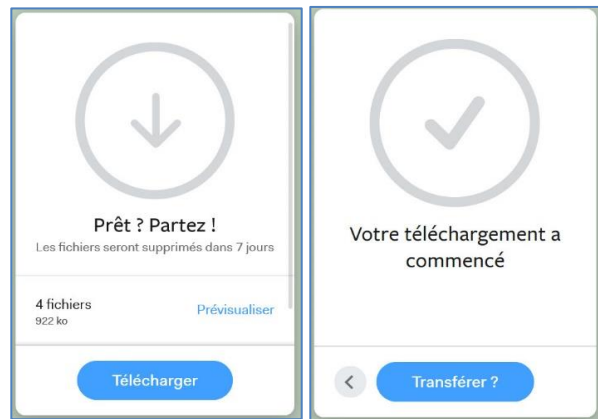 Prêt ? Partez !
Les fichiers seront supprimés dans 7 jours
4 fichiers
922 ko
Prévisualiser
Télécharger
Votre téléchargement a
commencé
Transférer ?